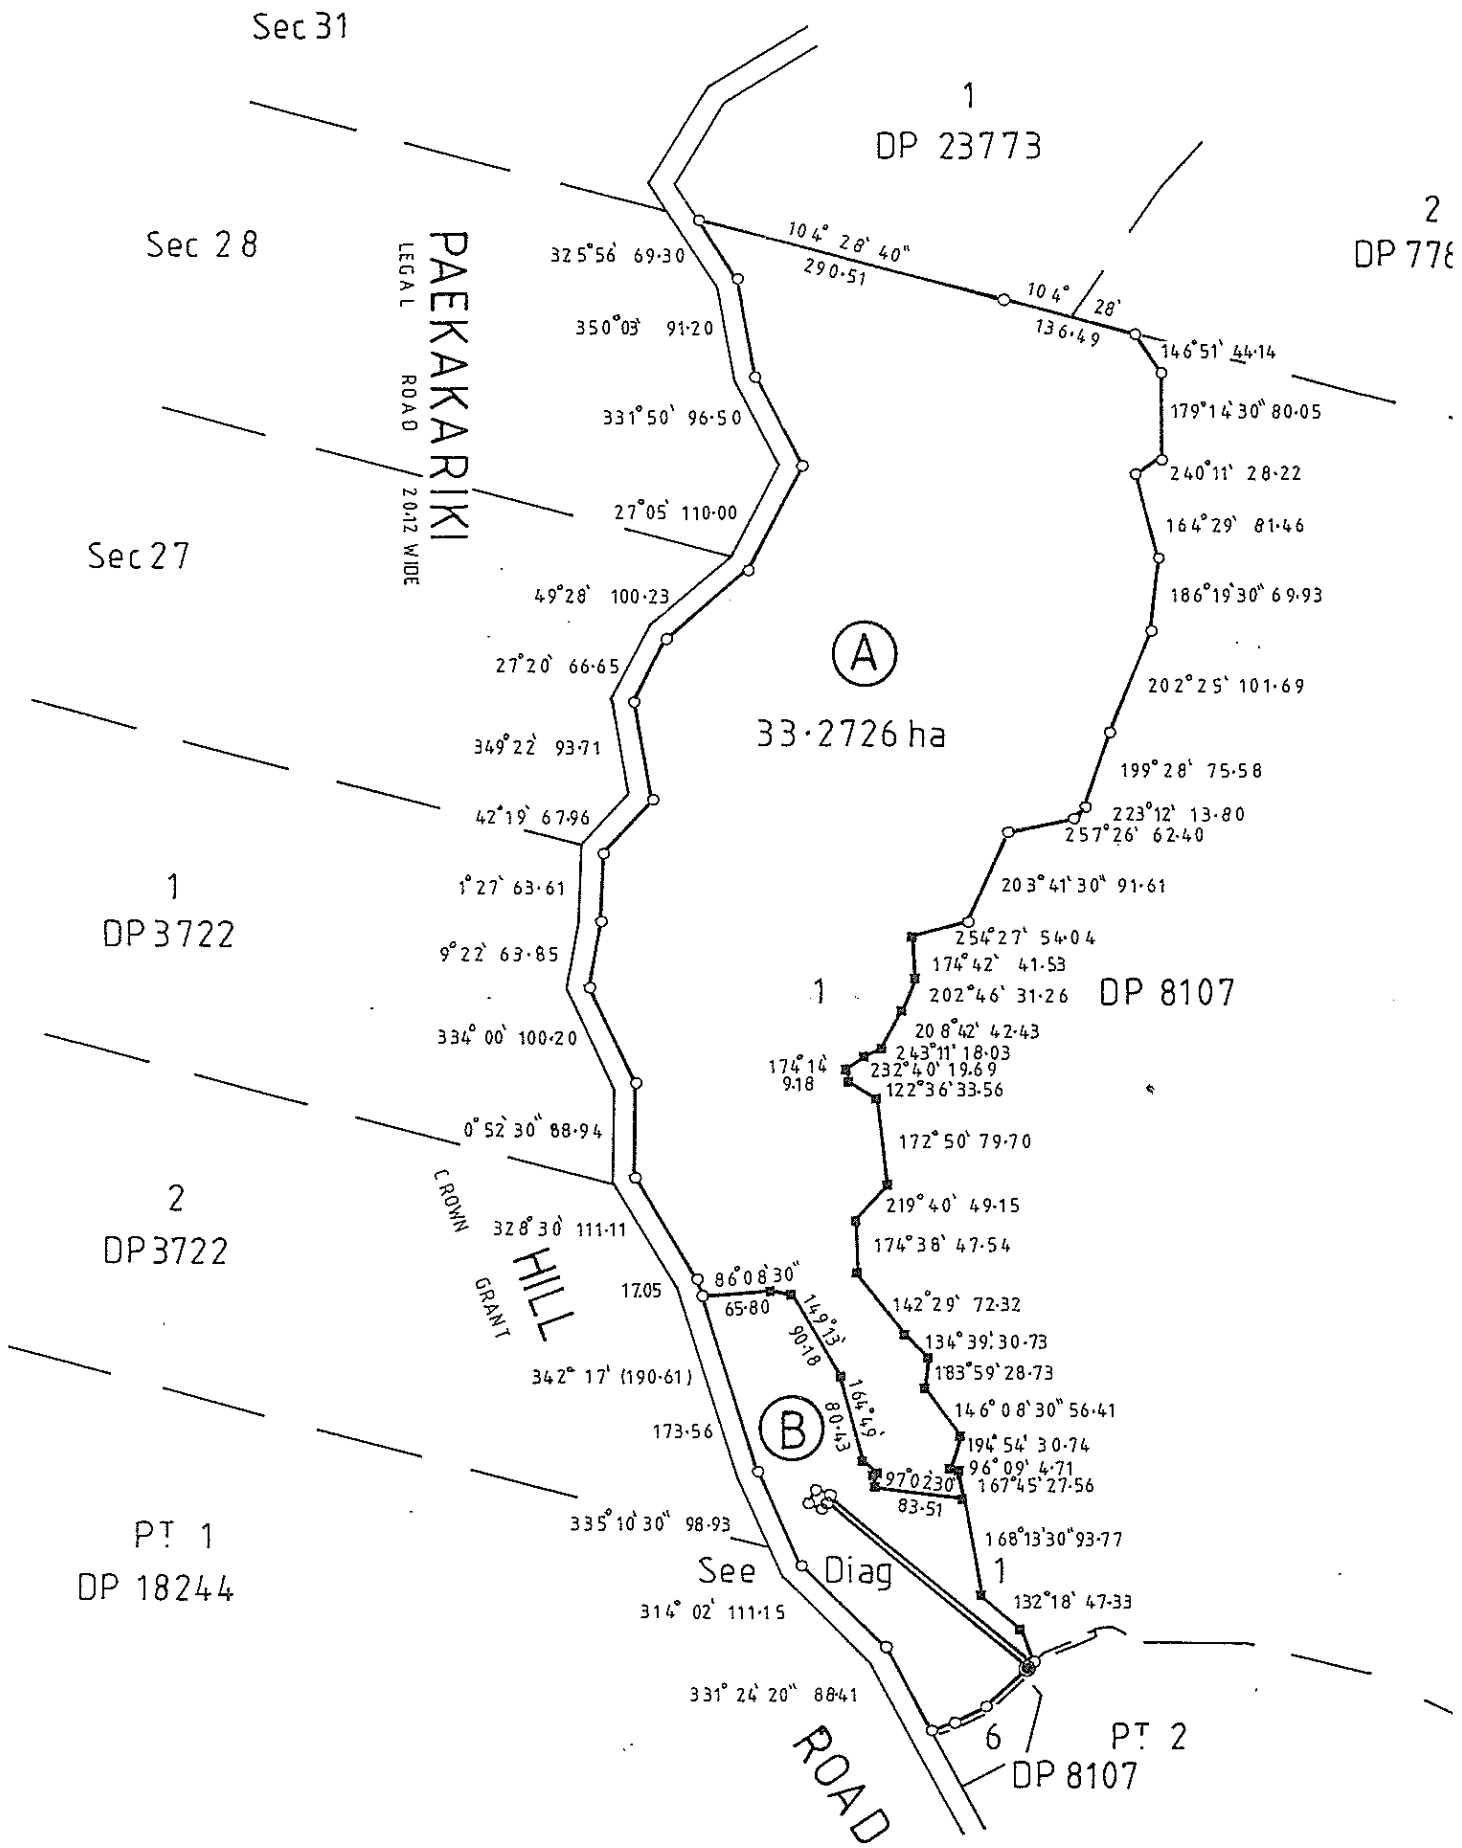 Sec 31
1
DP 23773
2
DP 778
Sec 28
PAEKAKARIKI
LEGAL ROAD 20.12 WIDE
104° 28' 40"
290.51
104° 28'
136.49
325°56' 69.30
350°03' 91.20
331°50' 96.50
27°05' 110.00
49°28' 100.23
27°20' 66.65
349°22' 93.71
42°19' 67.96
1°27' 63.61
9°22' 63.85
334°00' 100.20
0°52'30" 88.94
328°30' 111.11
17.05
342° 17' (190.61)
173.56
335°10'30" 98.93
314° 02' 111.15
331° 24' 20" 88.41
146°51' 44.14
179°14'30" 80.05
240°11' 28.22
164°29' 81.46
186°19'30" 69.93
202°25' 101.69
199°28' 75.58
223°12' 13.80
257°26' 62.40
203°41'30" 91.61
254°27' 54.04
174°42' 41.53
202°46' 31.26
208°42' 42.43
243°11' 18.03
232°40' 19.69
174°14'
9.18
122°36' 33.56
172°50' 79.70
219°40' 49.15
174°38' 47.54
142°29' 72.32
134°39' 30.73
183°59' 28.73
146°08'30" 56.41
194°54' 30.74
96°09' 4.71
167°45' 27.56
168°13'30" 93.77
132°18' 47.33
Sec 27
A
33.2726 ha
1
DP 3722
1
DP 8107
2
DP 3722
CROWN GRANT
HILL
86°08'30"
65.80
149°13'
90.18
164°49'
80.43
97°02'30"
83.51
B
PT 1
DP 18244
See Diag
1
ROAD
6
PT 2
DP 8107